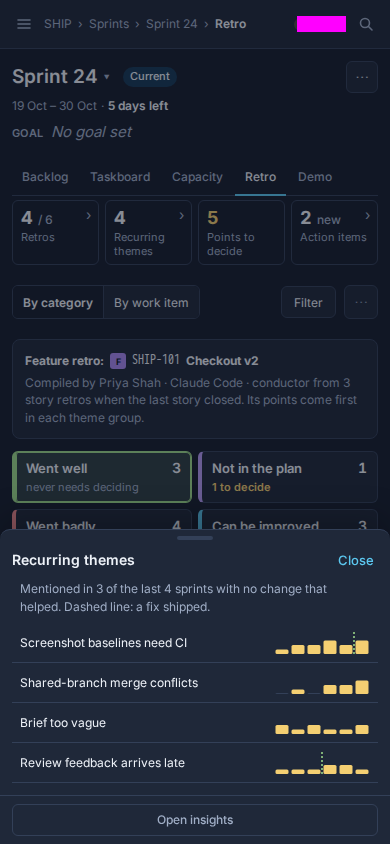 SHIP › Sprints › Sprint 24 › Retro
Sprint 24 ▾ Current ···
19 Oct – 30 Oct · 5 days left
GOAL No goal set
Backlog Taskboard Capacity Retro Demo
4 / 6 › Retros
4 › Recurring themes
5 Points to decide
2 new › Action items
By category By work item Filter ···
Feature retro: F SHIP-101 Checkout v2
Compiled by Priya Shah · Claude Code · conductor from 3
story retros when the last story closed. Its points come first
in each theme group.
Went well 3
never needs deciding
Not in the plan 1
1 to decide
Went badly 4
Can be improved 3
Recurring themes Close
Mentioned in 3 of the last 4 sprints with no change that
helped. Dashed line: a fix shipped.
Screenshot baselines need CI
Shared-branch merge conflicts
Brief too vague
Review feedback arrives late
Open insights